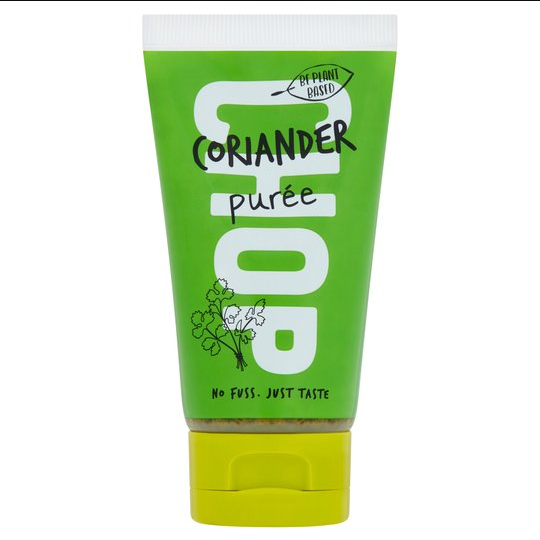 BE PLANT
BASED
CHOP
CORIANDER
purée
NO FUSS. JUST TASTE